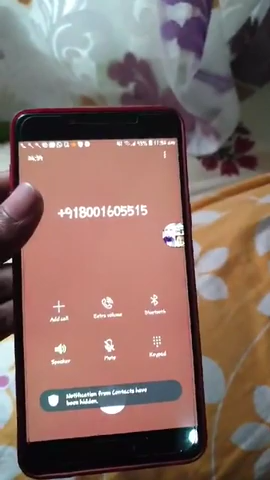 +918001605515
Add call
Extra volume
Bluetooth
Speaker
Mute
Keypad
Notification from Contacts have
been hidden.